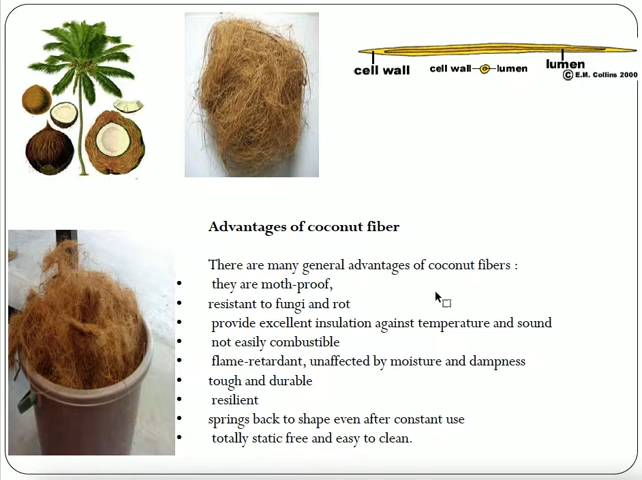 cell wall
cell wall lumen
lumen
© E.M. Collins 2000
Advantages of coconut fiber
There are many general advantages of coconut fibers :
• they are moth-proof,
• resistant to fungi and rot
• provide excellent insulation against temperature and sound
• not easily combustible
• flame-retardant, unaffected by moisture and dampness
• tough and durable
• resilient
• springs back to shape even after constant use
• totally static free and easy to clean.